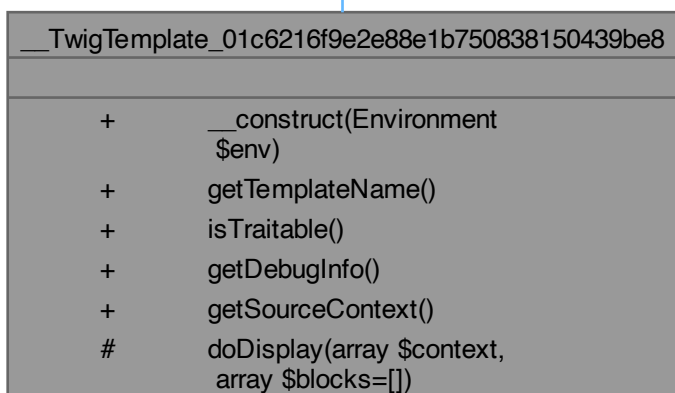 __TwigTemplate_01c6216f9e2e88e1b750838150439be8
+ __construct(Environment
$env)
+ getTemplateName()
+ isTraitable()
+ getDebugInfo()
+ getSourceContext()
# doDisplay(array $context,
array $blocks=[])